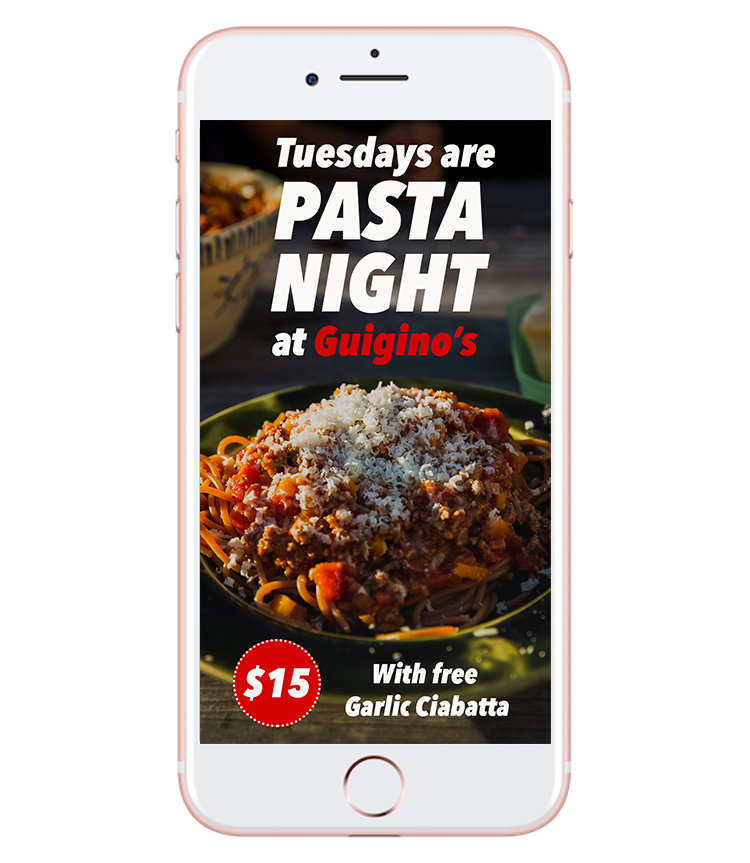 Tuesdays are
PASTA
NIGHT
at Guigino's
$15
With free
Garlic Ciabatta